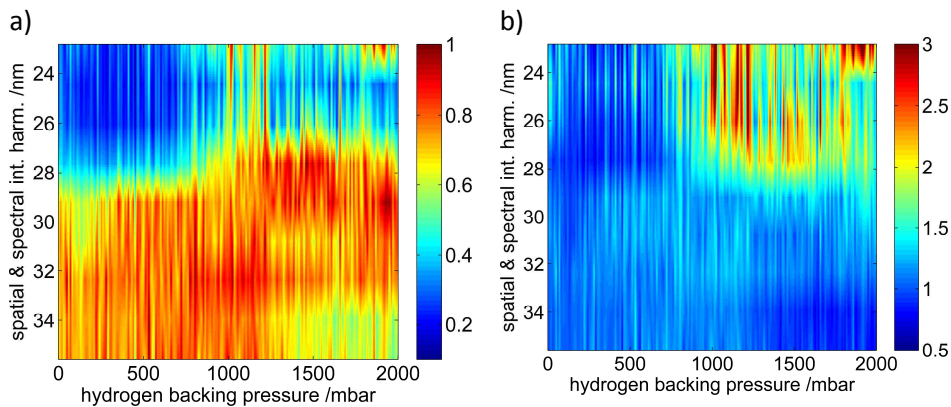 a)
spatial & spectral int. harm. /nm
24
26
28
30
32
34
0 500 1000 1500 2000
hydrogen backing pressure /mbar
1
0.8
0.6
0.4
0.2
b)
spatial & spectral int. harm. /nm
24
26
28
30
32
34
0 500 1000 1500 2000
hydrogen backing pressure /mbar
3
2.5
2
1.5
1
0.5